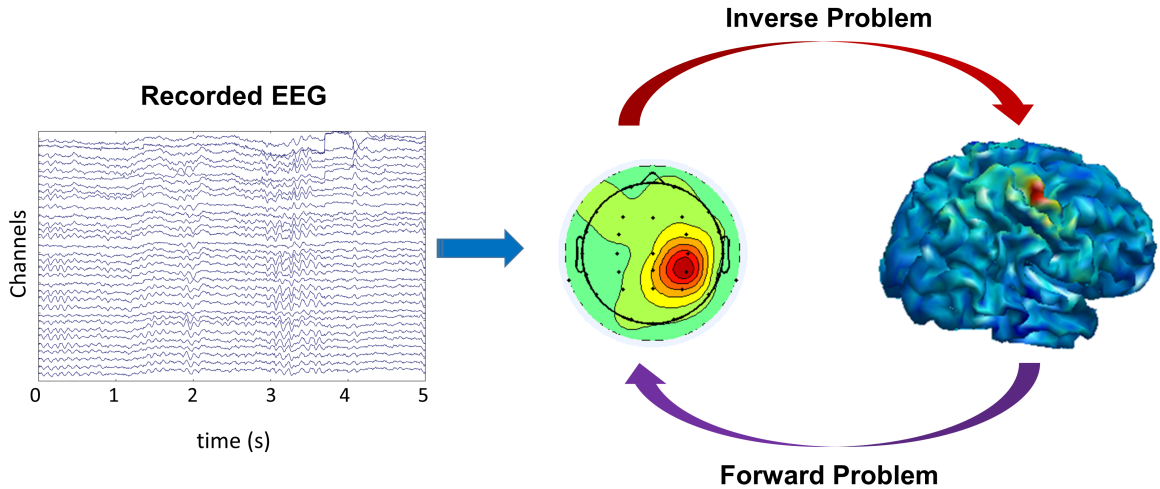 Inverse Problem
Recorded EEG
Channels
0 1 2 3 4 5
time (s)
Forward Problem